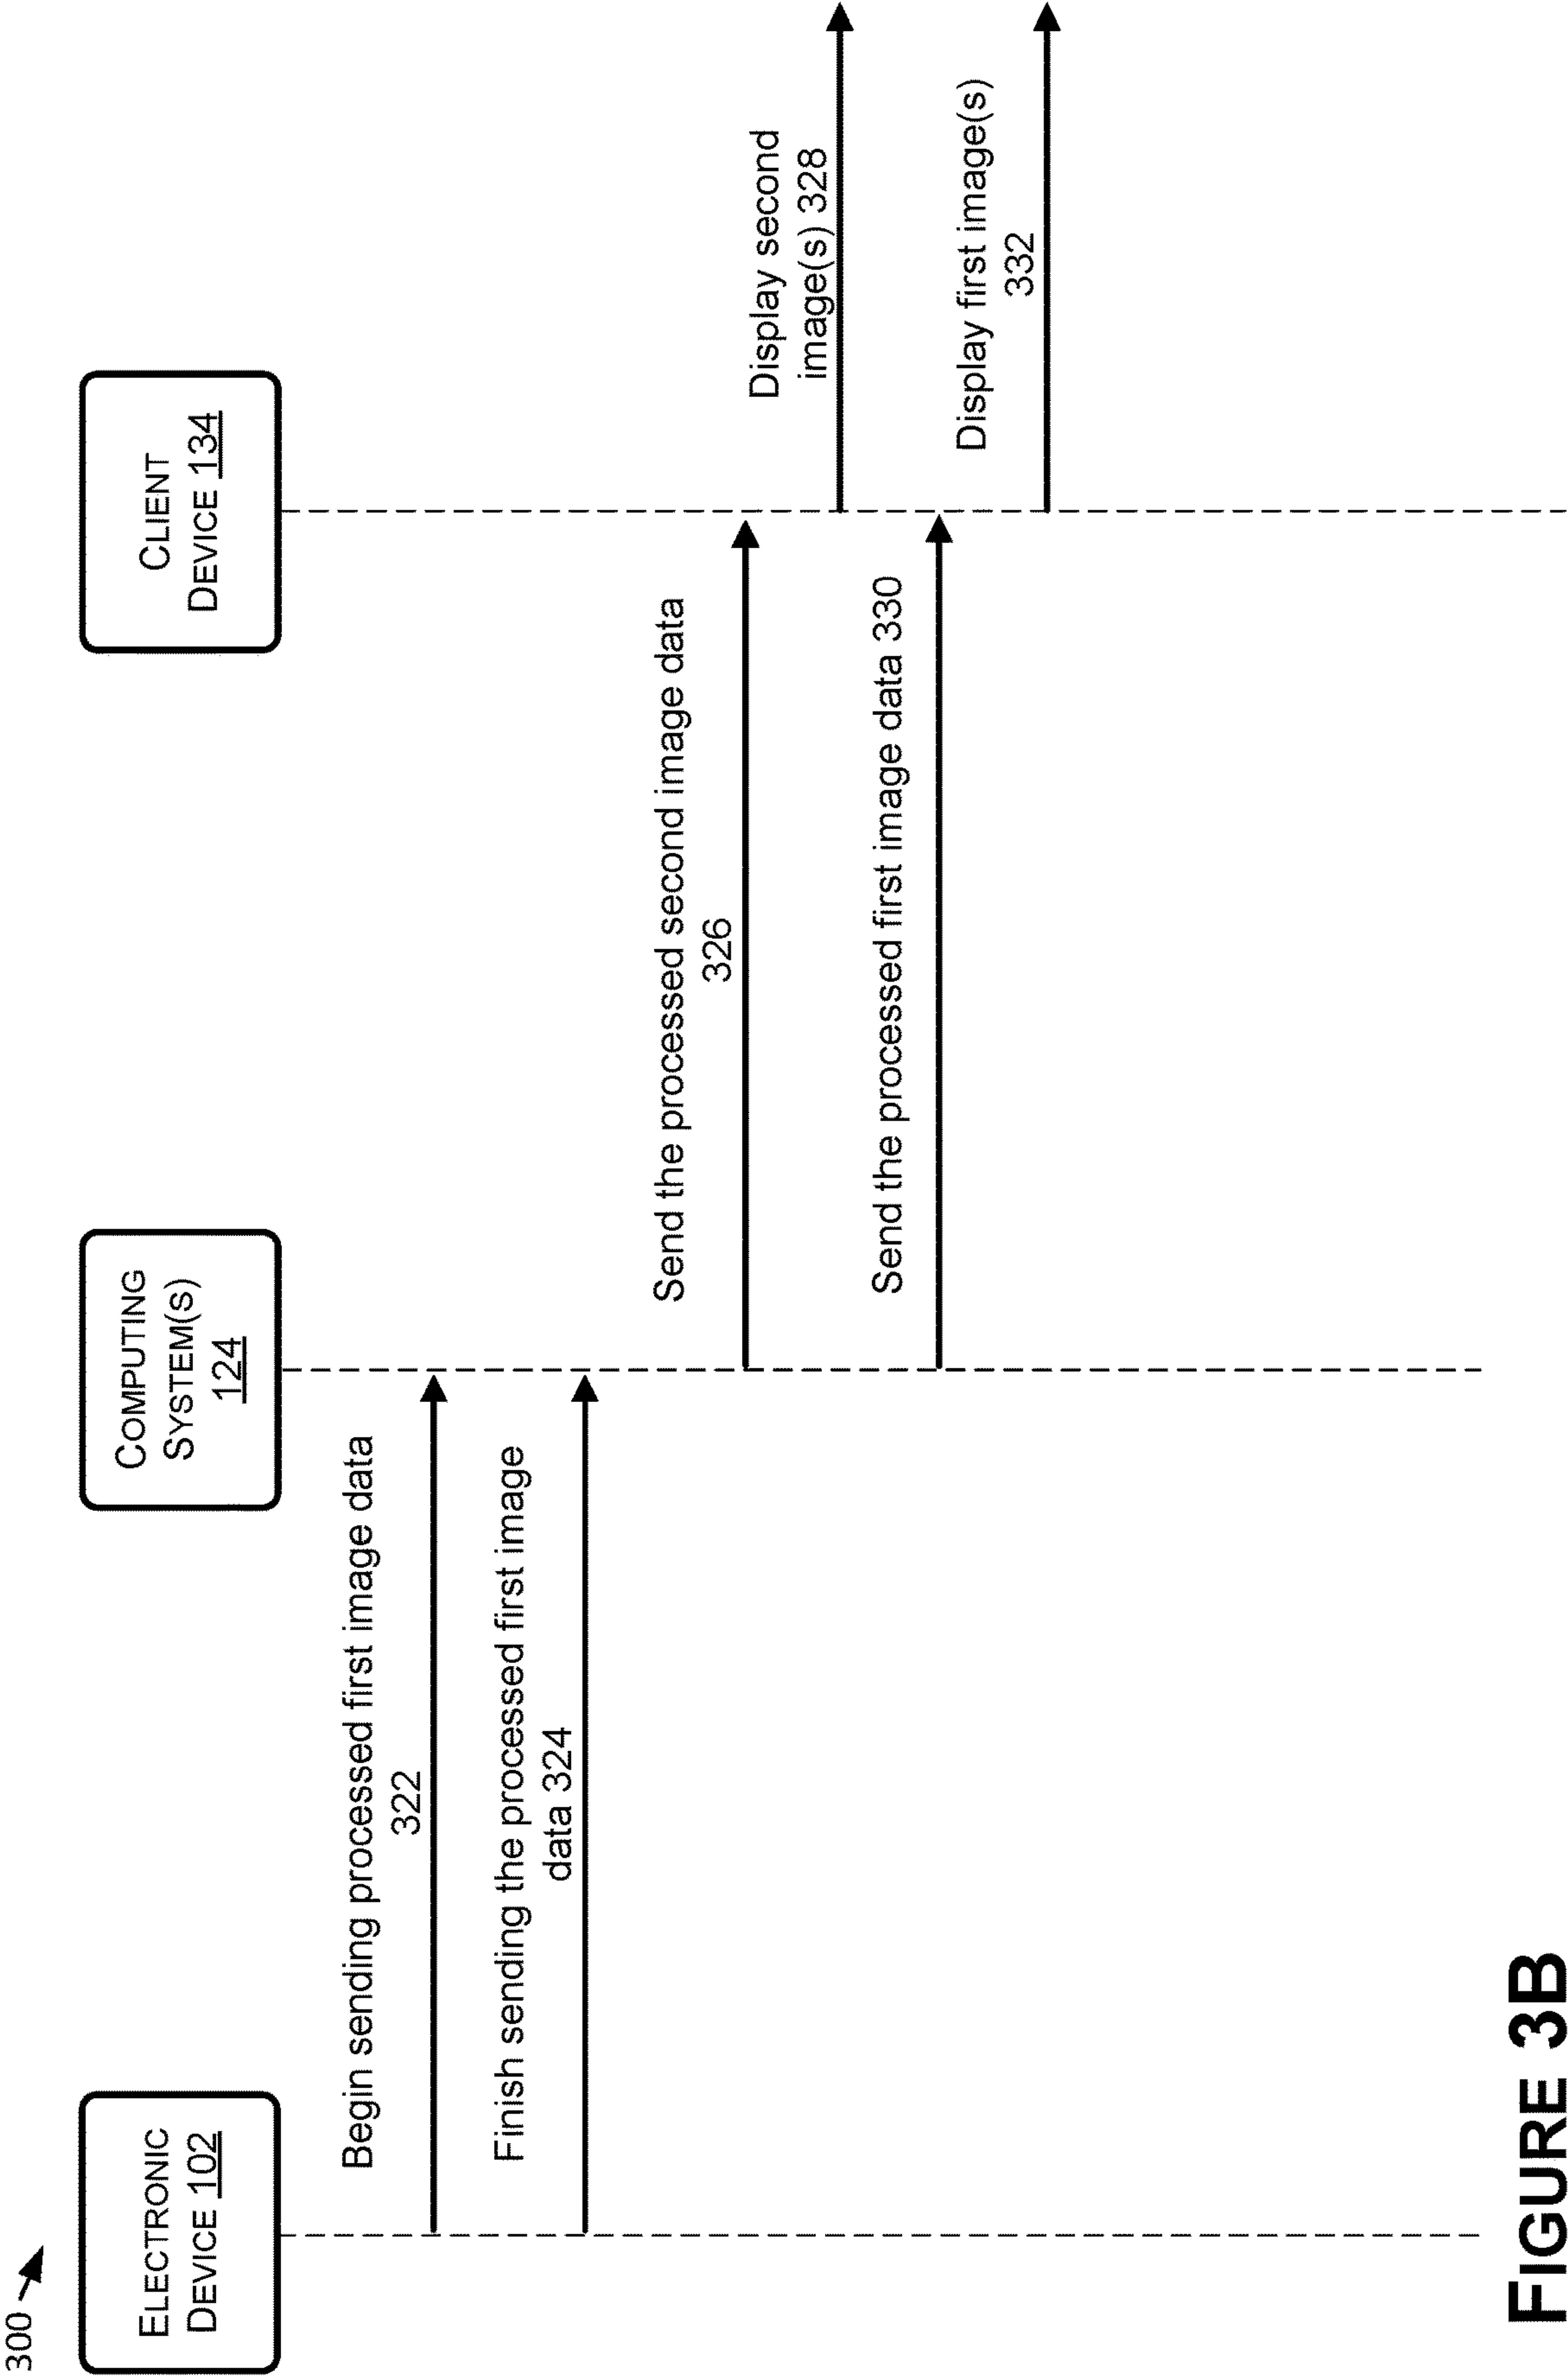 300
ELECTRONIC
DEVICE 102
COMPUTING
SYSTEM(S)
124
CLIENT
DEVICE 134
Begin sending processed first image data
322
Finish sending the processed first image
data 324
Send the processed second image data
326
Display second
image(s) 328
Send the processed first image data 330
Display first image(s)
332
FIGURE 3B